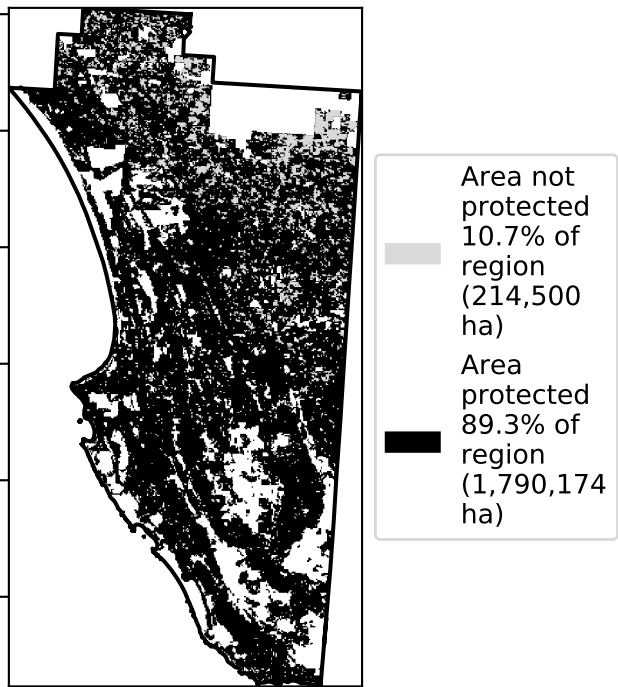 Area not
protected
10.7% of
region
(214,500
ha)
Area
protected
89.3% of
region
(1,790,174
ha)